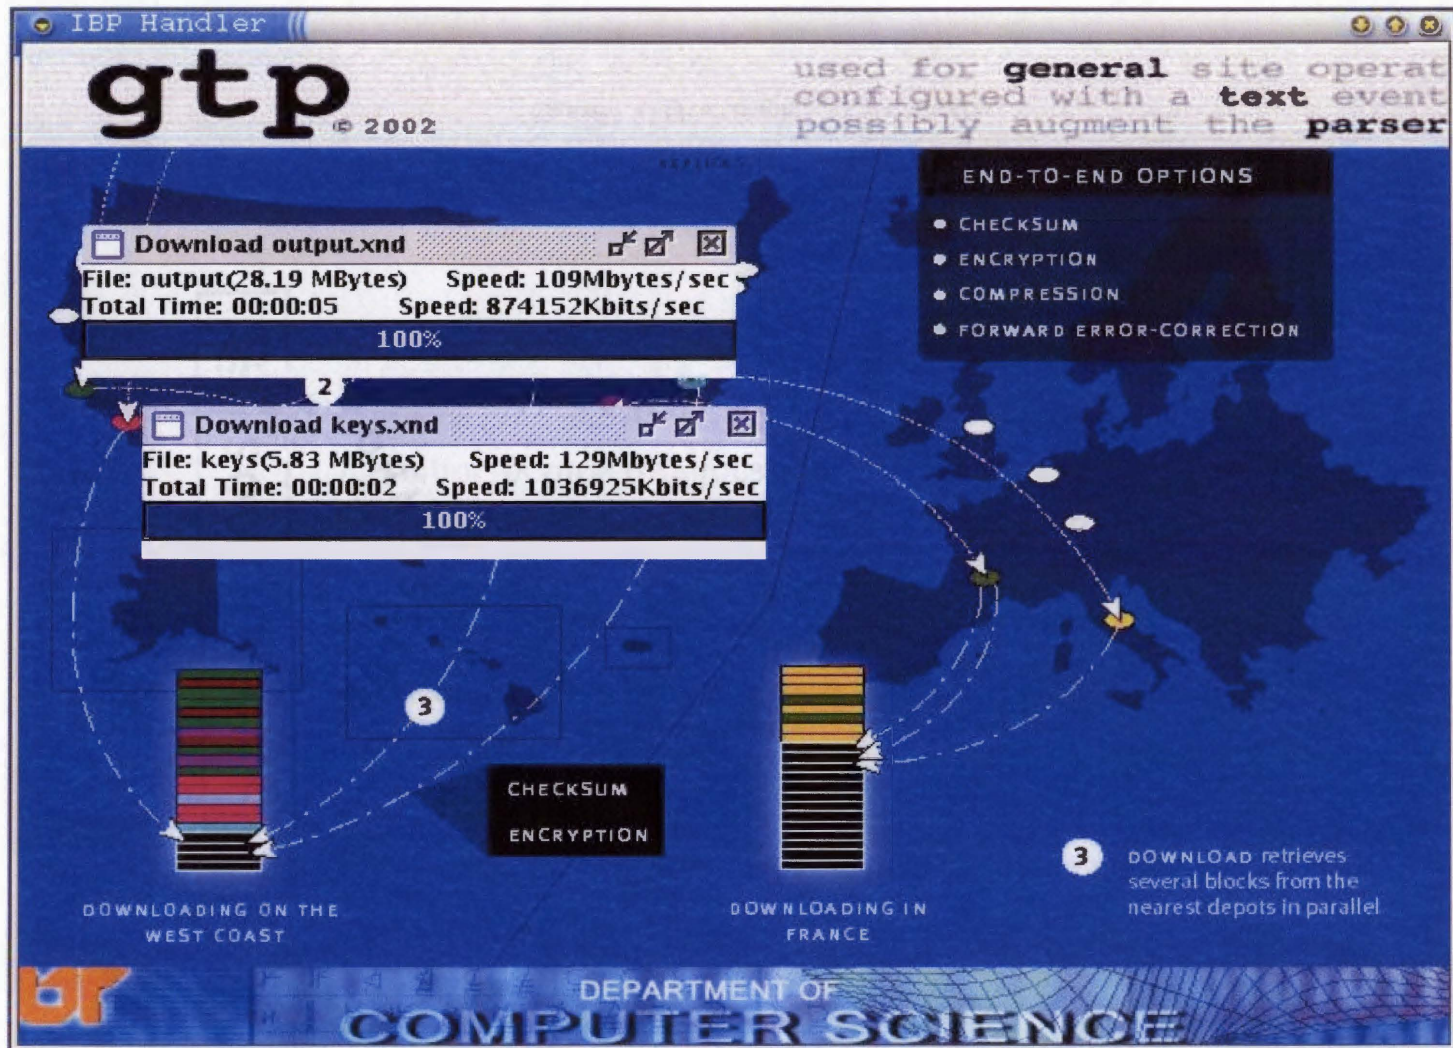 IBP Handler
gtp
© 2002
used for general site operat
configured with a text event
possibly augment the parser
END-TO-END OPTIONS
CHECKSUM
ENCRYPTION
COMPRESSION
FORWARD ERROR-CORRECTION
Download output.xnd
File: output(28.19 MBytes) Speed: 109Mbytes/sec
Total Time: 00:00:05 Speed: 874152Kbits/sec
100%
2
Download keys.xnd
File: keys(5.83 MBytes) Speed: 129Mbytes/sec
Total Time: 00:00:02 Speed: 1036925Kbits/sec
100%
3
CHECKSUM
ENCRYPTION
DOWNLOADING ON THE
WEST COAST
DOWNLOADING IN
FRANCE
3 DOWNLOAD retrieves
several blocks from the
nearest depots in parallel
UT
DEPARTMENT OF
COMPUTER SCIENCE